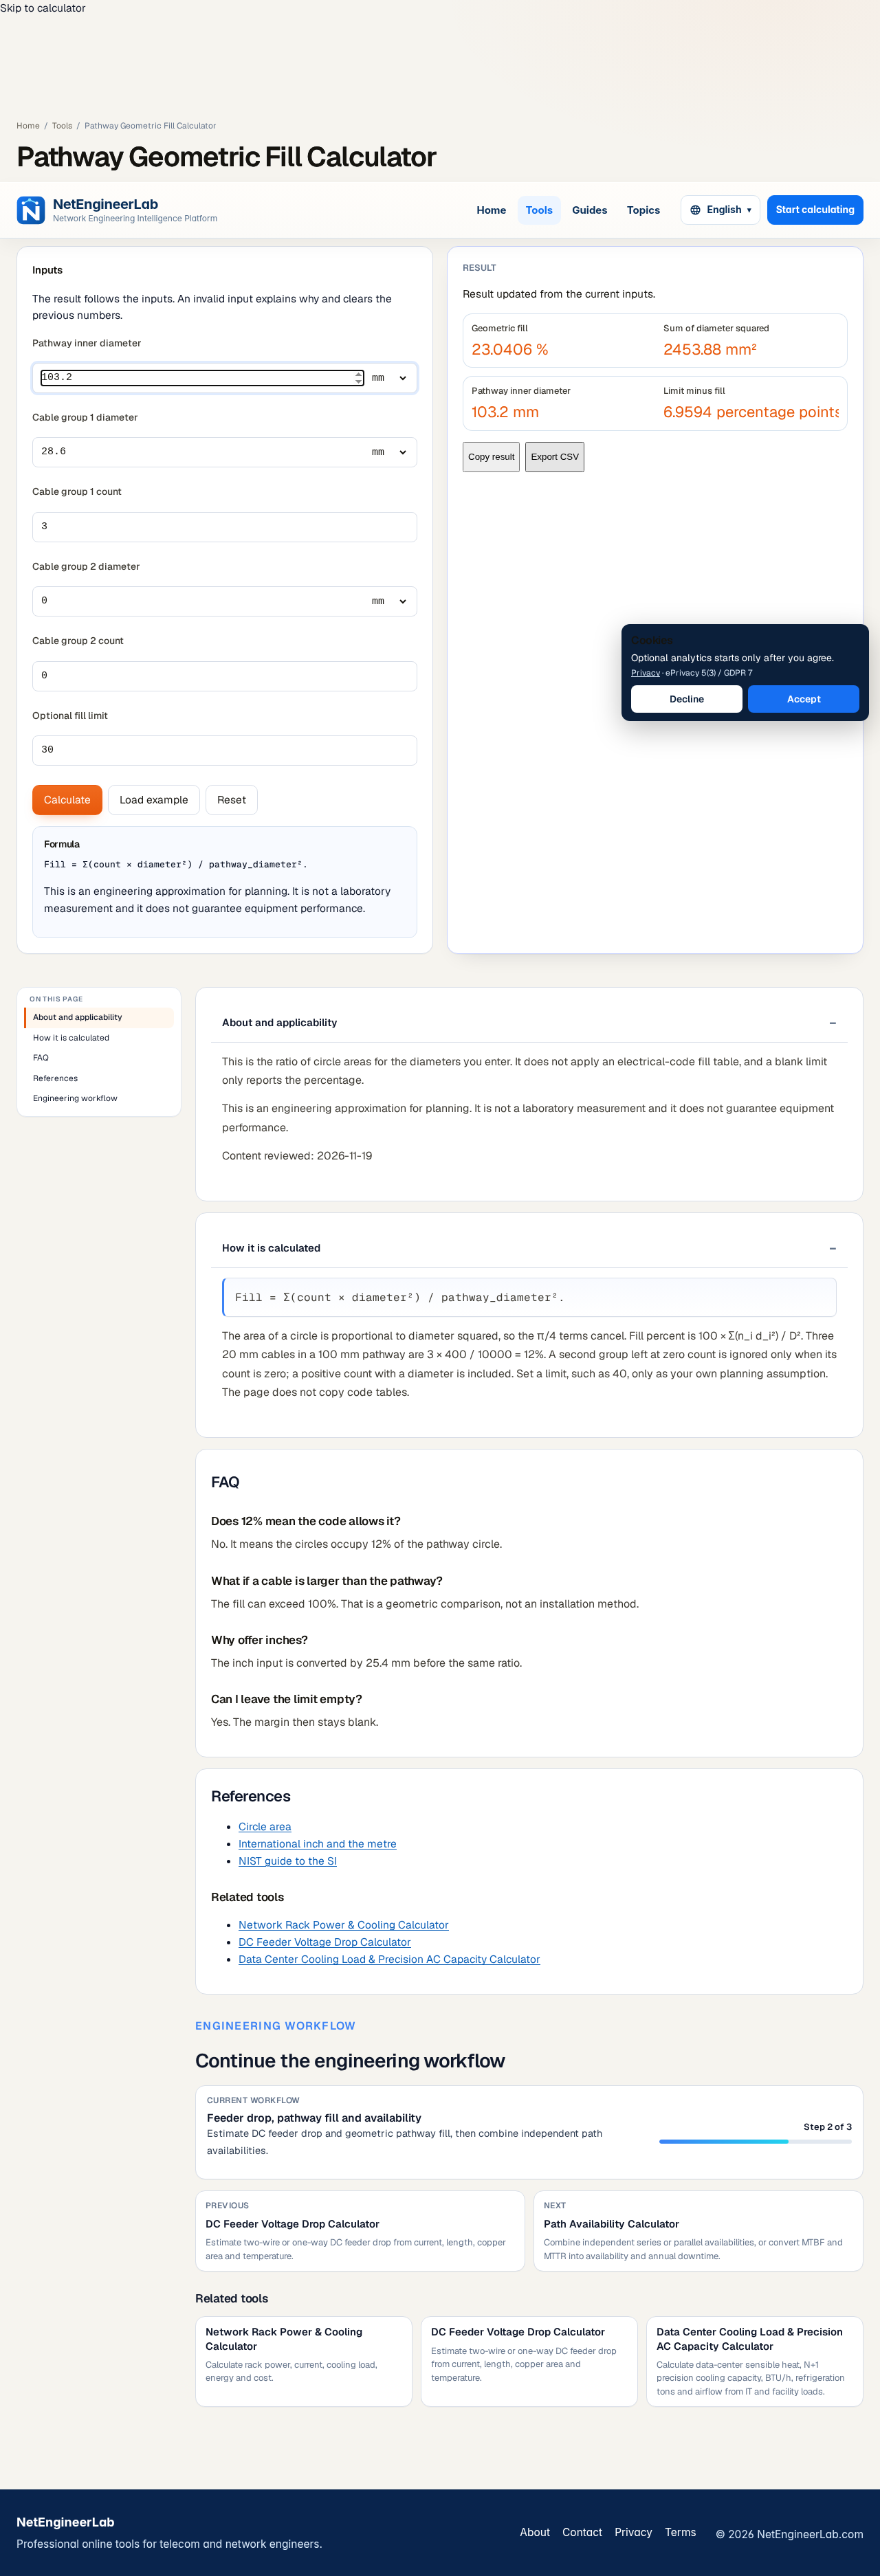 Skip to calculator
Home / Tools / Pathway Geometric Fill Calculator
Pathway Geometric Fill Calculator
NetEngineerLab
Network Engineering Intelligence Platform
Home
Tools
Guides
Topics
English
Start calculating
Inputs
The result follows the inputs. An invalid input explains why and clears the
previous numbers.
Pathway inner diameter
103.2
mm
Cable group 1 diameter
28.6
mm
Cable group 1 count
3
Cable group 2 diameter
0
mm
Cable group 2 count
0
Optional fill limit
30
Calculate
Load example
Reset
Formula
Fill = Σ(count × diameter²) / pathway_diameter².
This is an engineering approximation for planning. It is not a laboratory
measurement and it does not guarantee equipment performance.
RESULT
Result updated from the current inputs.
Geometric fill
23.0406 %
Sum of diameter squared
2453.88 mm²
Pathway inner diameter
103.2 mm
Limit minus fill
6.9594 percentage points
Copy result
Export CSV
Cookies
Optional analytics starts only after you agree.
Privacy · ePrivacy 5(3) / GDPR 7
Decline
Accept
ON THIS PAGE
About and applicability
How it is calculated
FAQ
References
Engineering workflow
About and applicability
This is the ratio of circle areas for the diameters you enter. It does not apply an electrical-code fill table, and a blank limit
only reports the percentage.
This is an engineering approximation for planning. It is not a laboratory measurement and it does not guarantee equipment
performance.
Content reviewed: 2026-11-19
How it is calculated
Fill = Σ(count × diameter²) / pathway_diameter².
The area of a circle is proportional to diameter squared, so the π/4 terms cancel. Fill percent is 100 × Σ(n_i d_i²) / D². Three
20 mm cables in a 100 mm pathway are 3 × 400 / 10000 = 12%. A second group left at zero count is ignored only when its
count is zero; a positive count with a diameter is included. Set a limit, such as 40, only as your own planning assumption.
The page does not copy code tables.
FAQ
Does 12% mean the code allows it?
No. It means the circles occupy 12% of the pathway circle.
What if a cable is larger than the pathway?
The fill can exceed 100%. That is a geometric comparison, not an installation method.
Why offer inches?
The inch input is converted by 25.4 mm before the same ratio.
Can I leave the limit empty?
Yes. The margin then stays blank.
References
Circle area
International inch and the metre
NIST guide to the SI
Related tools
Network Rack Power & Cooling Calculator
DC Feeder Voltage Drop Calculator
Data Center Cooling Load & Precision AC Capacity Calculator
ENGINEERING WORKFLOW
Continue the engineering workflow
CURRENT WORKFLOW
Feeder drop, pathway fill and availability
Estimate DC feeder drop and geometric pathway fill, then combine independent path
availabilities.
Step 2 of 3
PREVIOUS
DC Feeder Voltage Drop Calculator
Estimate two-wire or one-way DC feeder drop from current, length, copper
area and temperature.
NEXT
Path Availability Calculator
Combine independent series or parallel availabilities, or convert MTBF and
MTTR into availability and annual downtime.
Related tools
Network Rack Power & Cooling
Calculator
Calculate rack power, current, cooling load,
energy and cost.
DC Feeder Voltage Drop Calculator
Estimate two-wire or one-way DC feeder drop
from current, length, copper area and
temperature.
Data Center Cooling Load & Precision
AC Capacity Calculator
Calculate data-center sensible heat, N+1
precision cooling capacity, BTU/h, refrigeration
tons and airflow from IT and facility loads.
NetEngineerLab
Professional online tools for telecom and network engineers.
About
Contact
Privacy
Terms
© 2026 NetEngineerLab.com